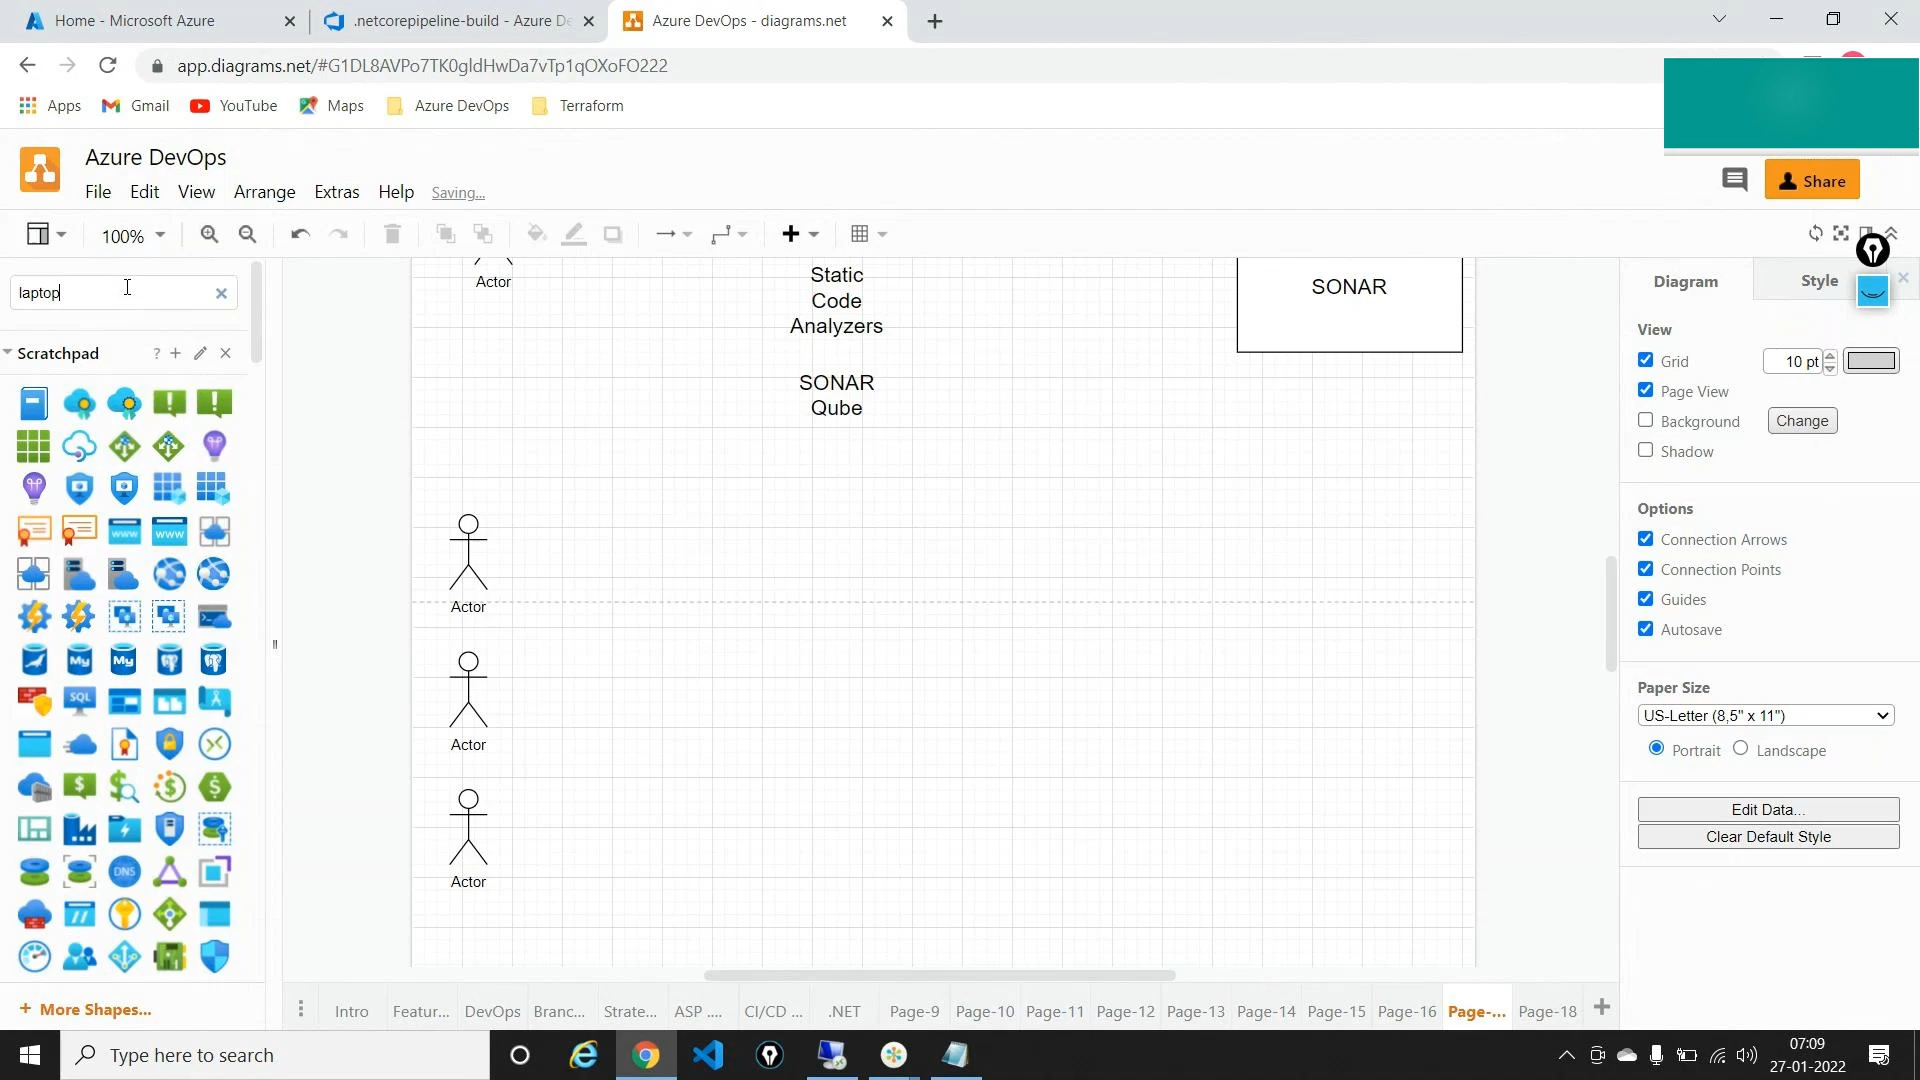 Home - Microsoft Azure
.netcorepipeline-build - Azure De
Azure DevOps - diagrams.net
app.diagrams.net/#G1DL8AVPo7TK0gldHwDa7vTp1qOXoFO222
Apps
Gmail
YouTube
Maps
Azure DevOps
Terraform
Azure DevOps
File
Edit
View
Arrange
Extras
Help
Saving...
Share
100%
laptop
Scratchpad
?
Actor
Static
Code
Analyzers
SONAR
Qube
SONAR
Actor
Actor
Actor
Diagram
Style
View
Grid
10 pt
Page View
Background
Change
Shadow
Options
Connection Arrows
Connection Points
Guides
Autosave
Paper Size
US-Letter (8,5" x 11")
Portrait
Landscape
Edit Data...
Clear Default Style
www
www
My
My
SQL
DNS
+ More Shapes...
Intro
Featur...
DevOps
Branc...
Strate...
ASP ....
CI/CD ...
.NET
Page-9
Page-10
Page-11
Page-12
Page-13
Page-14
Page-15
Page-16
Page-...
Page-18
Type here to search
07:09
27-01-2022